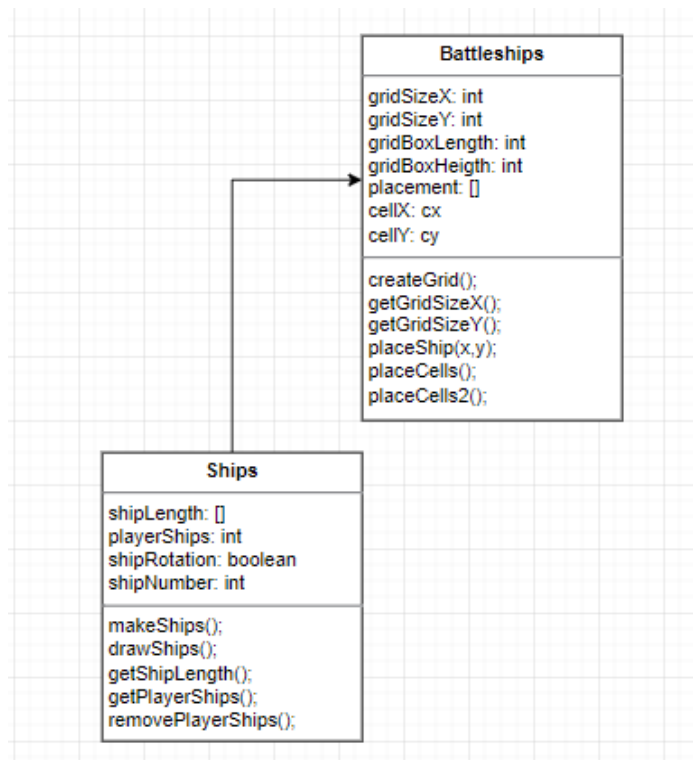 Battleships
gridSizeX: int
gridSizeY: int
gridBoxLength: int
gridBoxHeigth: int
placement: []
cellX: cx
cellY: cy
createGrid();
getGridSizeX();
getGridSizeY();
placeShip(x,y);
placeCells();
placeCells2();
Ships
shipLength: []
playerShips: int
shipRotation: boolean
shipNumber: int
makeShips();
drawShips();
getShipLength();
getPlayerShips();
removePlayerShips();